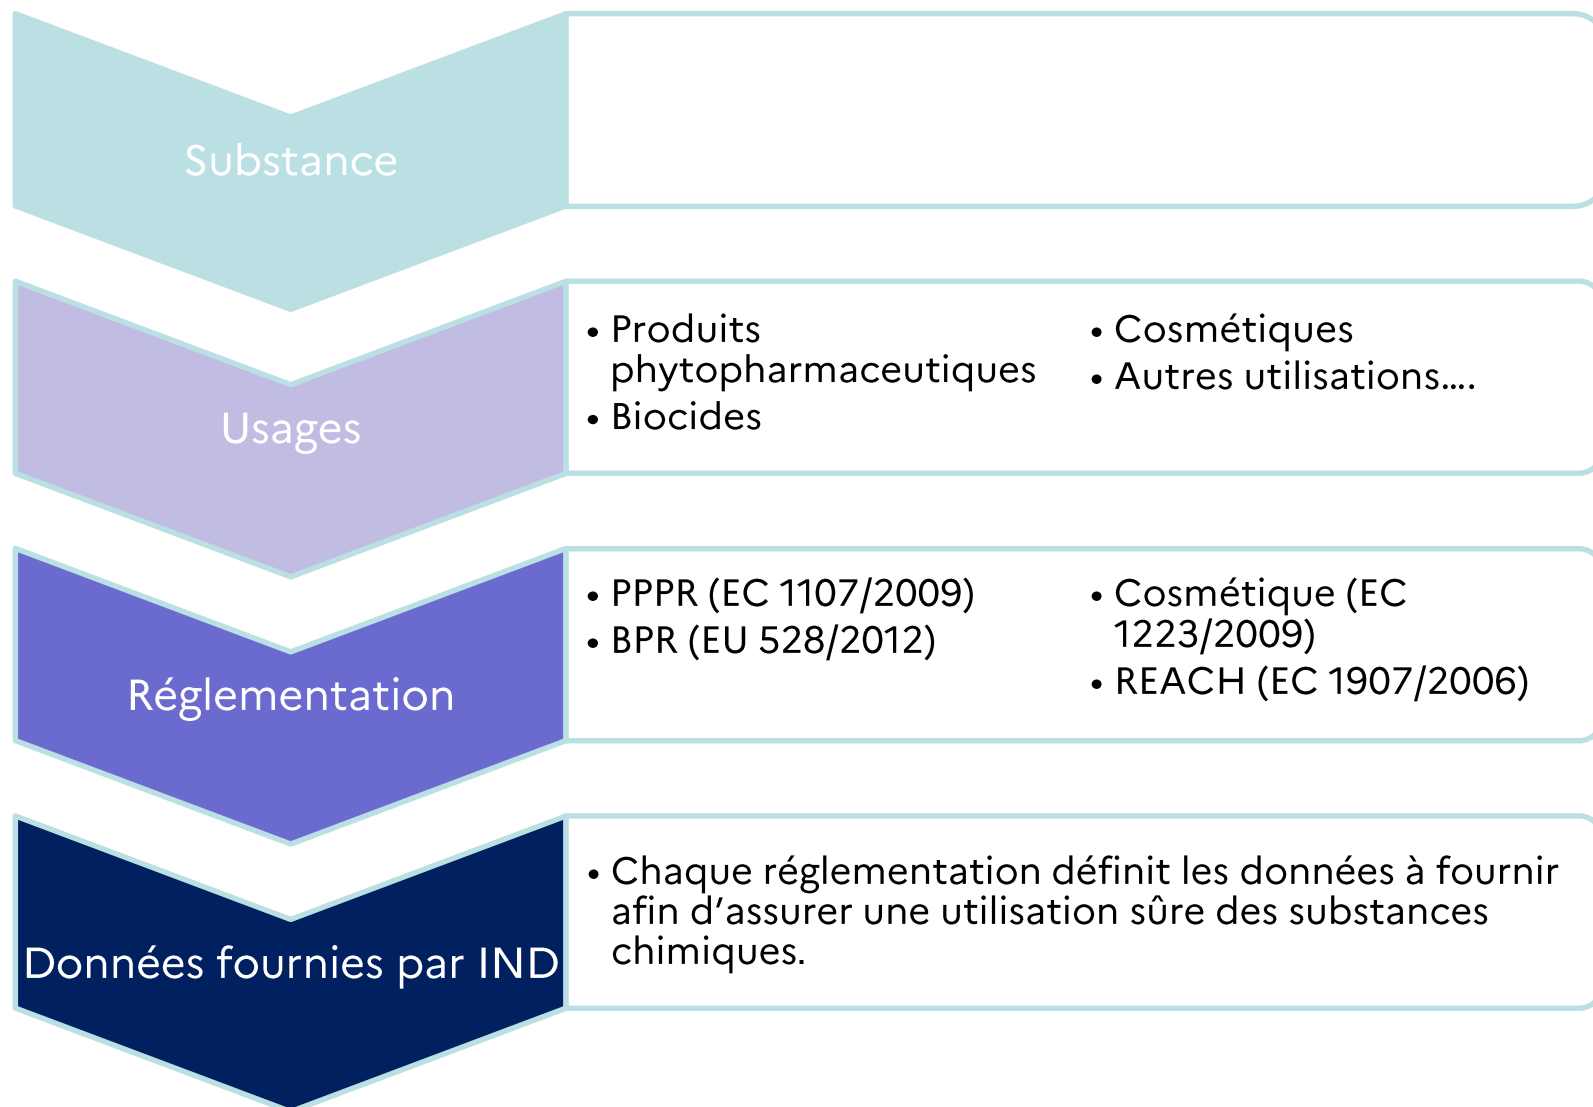 Substance
Usages
• Produits
phytopharmaceutiques
• Biocides
• Cosmétiques
• Autres utilisations....
Réglementation
• PPPR (EC 1107/2009)
• BPR (EU 528/2012)
• Cosmétique (EC
1223/2009)
• REACH (EC 1907/2006)
Données fournies par IND
• Chaque réglementation définit les données à fournir
afin d’assurer une utilisation sûre des substances
chimiques.